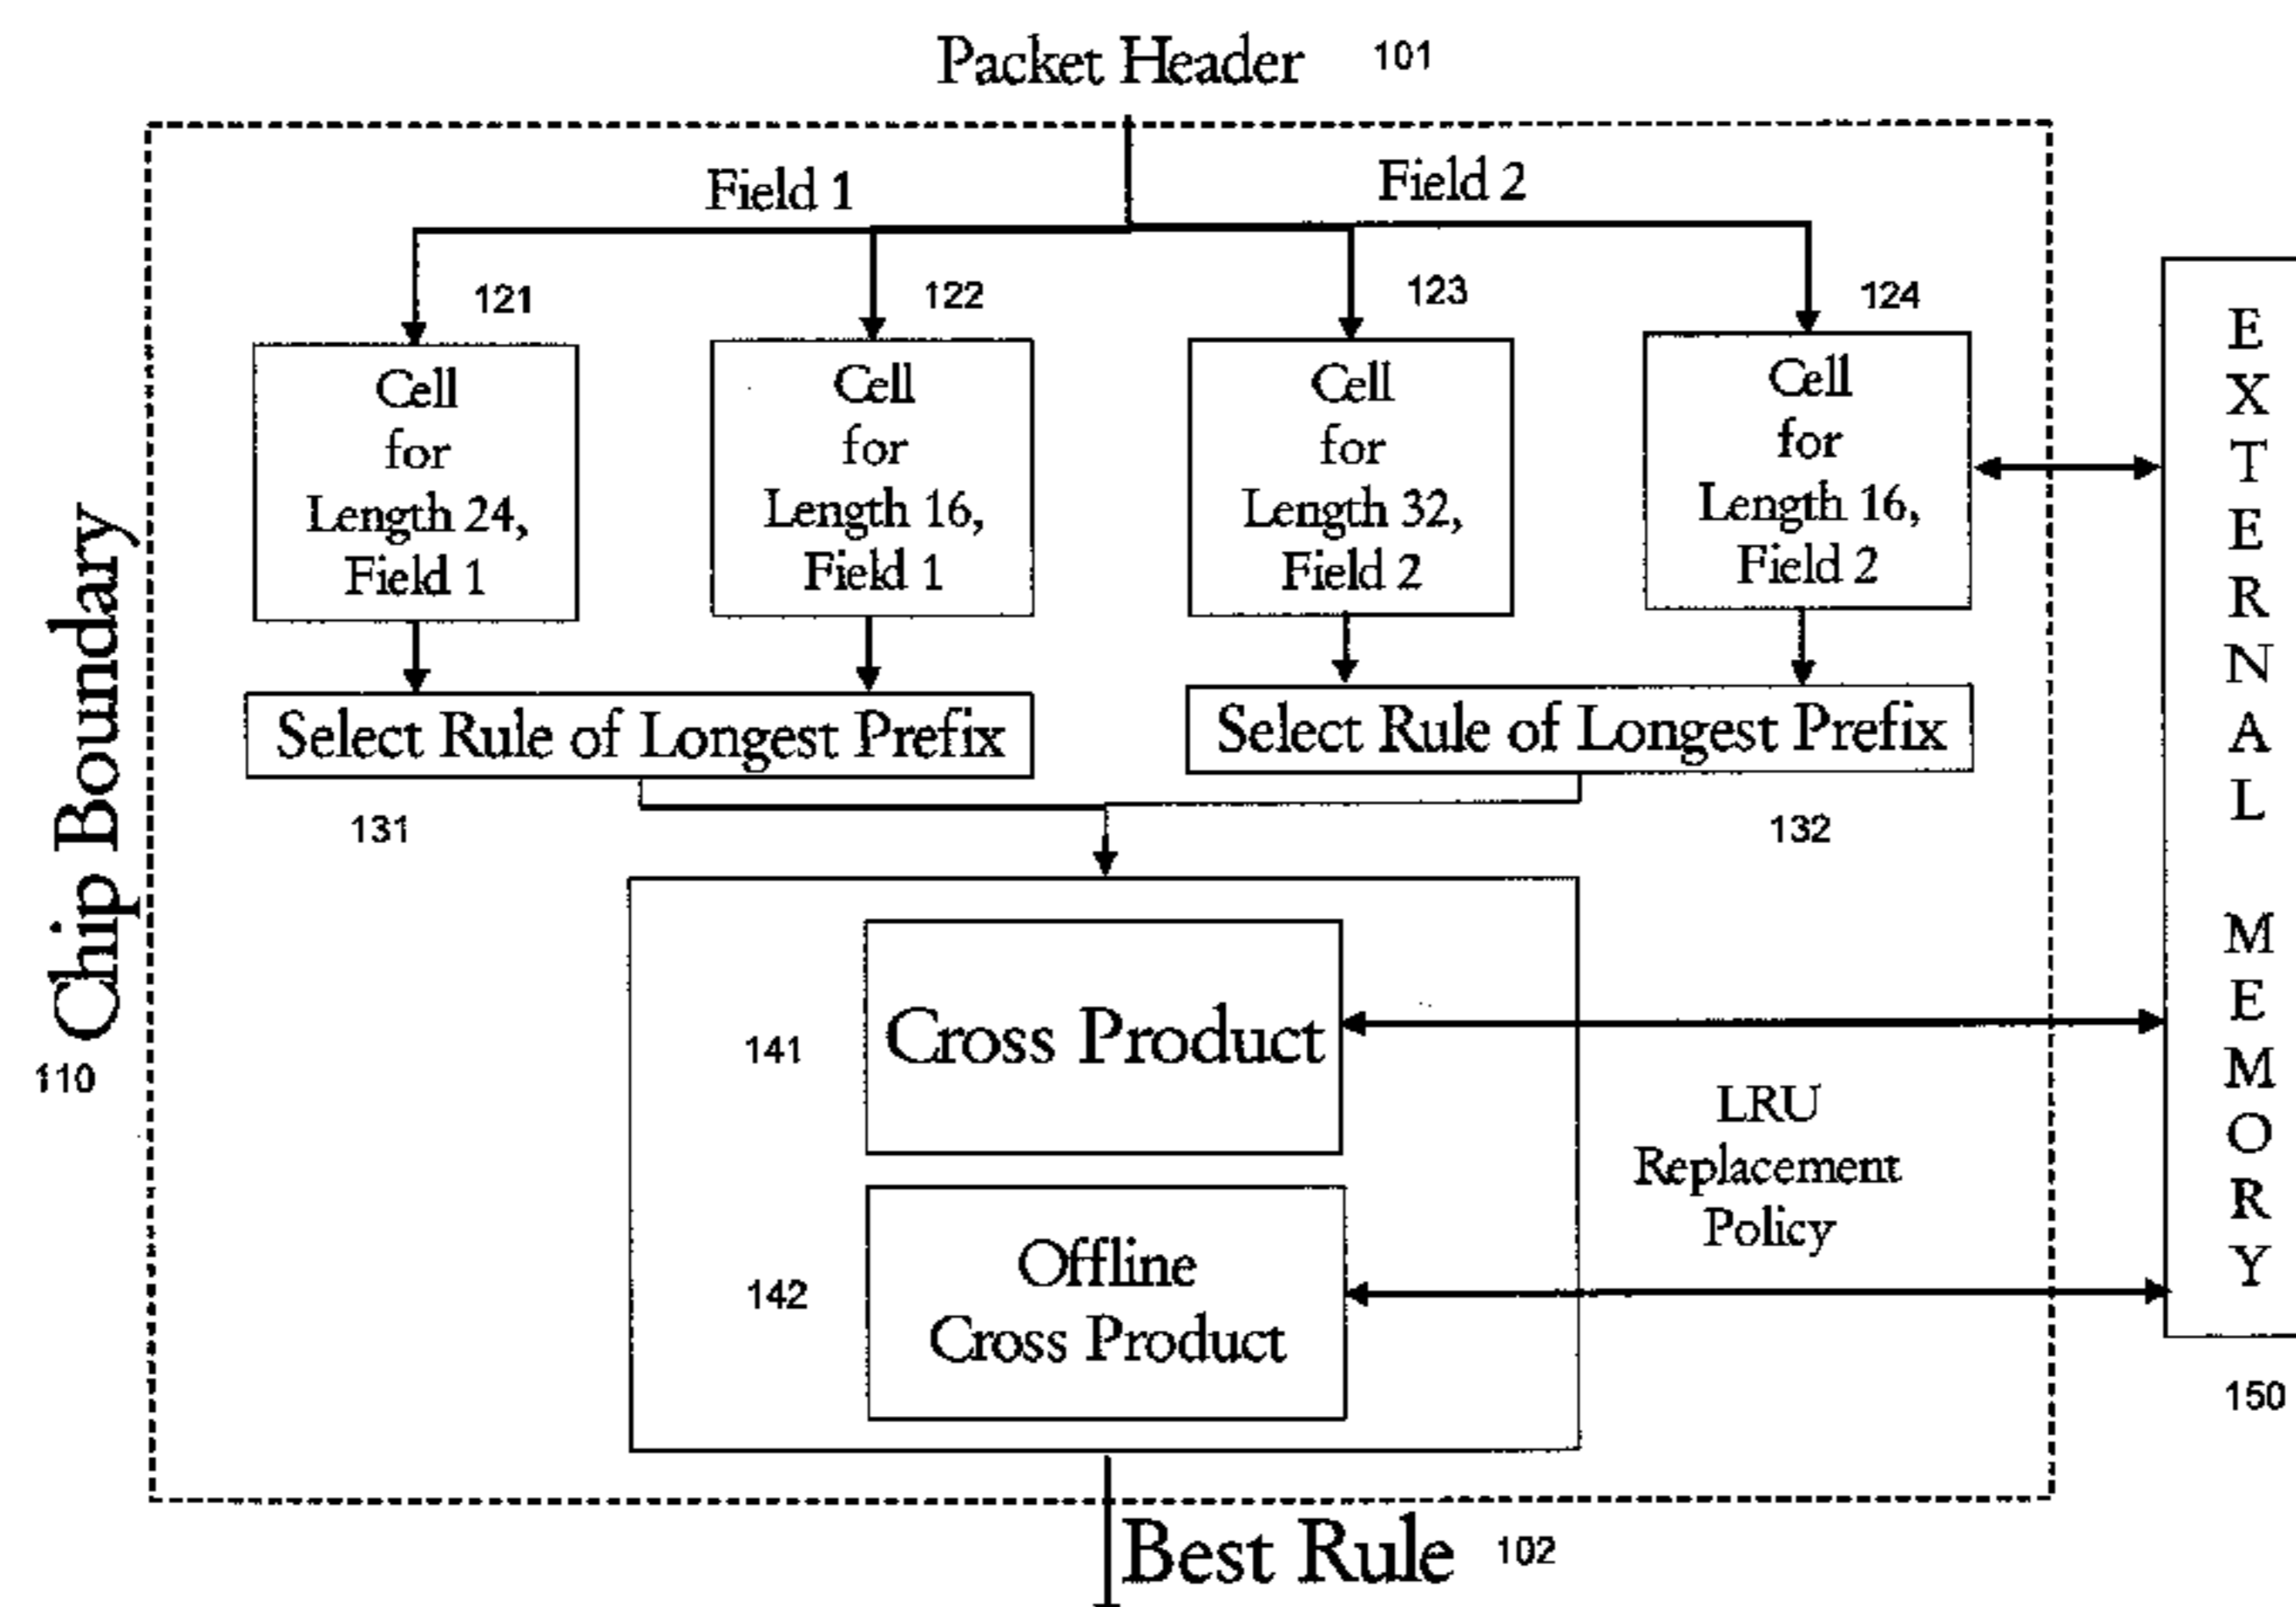 Packet Header 101
Field 1
Field 2
121
122
123
124
Cell
for
Length 24,
Field 1
Cell
for
Length 16,
Field 1
Cell
for
Length 32,
Field 2
Cell
for
Length 16,
Field 2
Select Rule of Longest Prefix
Select Rule of Longest Prefix
131
132
Chip Boundary
110
141
Cross Product
LRU
Replacement
Policy
142
Offline
Cross Product
EXTERNAL MEMORY
150
Best Rule 102